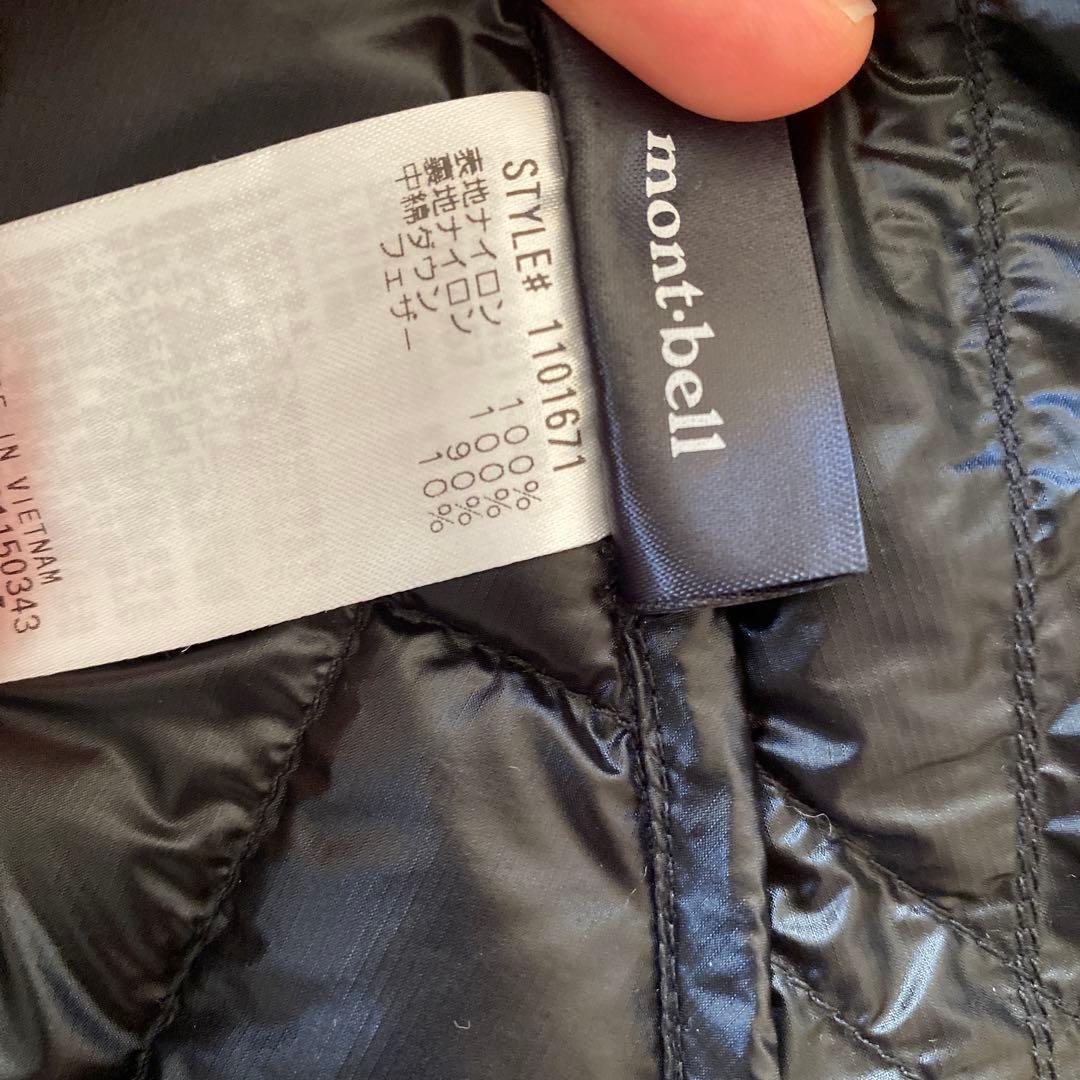 mont·bell
STYLE# 1101671
表地ナイロン 100%
裏地ナイロン 100%
中綿ダウン 90%
フェザー 10%
IN VIETNAM
150343